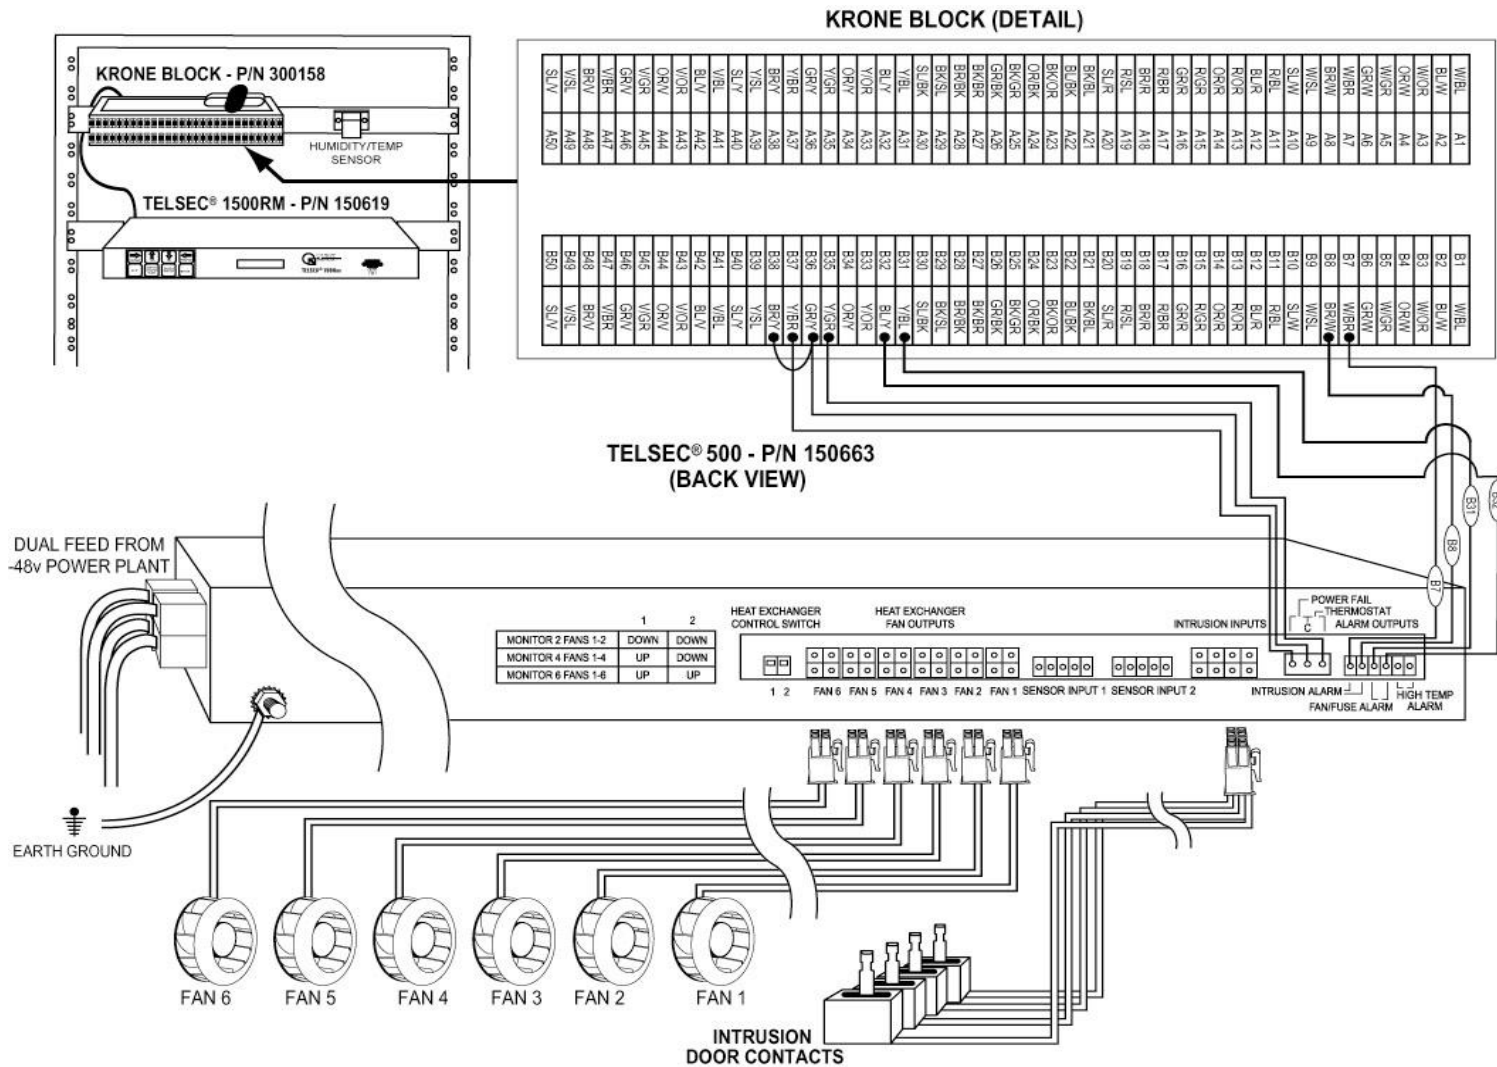 KRONE BLOCK (DETAIL)
KRONE BLOCK - P/N 300158
HUMIDITY/TEMP
SENSOR
TELSEC® 1500RM - P/N 150619
SL/V V/SL BR/V V/BR GR/V V/GR OR/V V/OR BL/V V/BL SL/Y Y/SL BR/Y Y/BR GR/Y Y/GR OR/Y Y/OR BL/Y Y/BL SL/BK BK/SL BR/BK BK/BR GR/BK BK/GR OR/BK BK/OR BL/BK BK/BL SL/R R/SL BR/R R/BR GR/R R/GR OR/R R/OR BL/R R/BL SL/W W/SL BR/W W/BR GR/W W/GR OR/W W/OR BL/W W/BL
A50 A49 A48 A47 A46 A45 A44 A43 A42 A41 A40 A39 A38 A37 A36 A35 A34 A33 A32 A31 A30 A29 A28 A27 A26 A25 A24 A23 A22 A21 A20 A19 A18 A17 A16 A15 A14 A13 A12 A11 A10 A9 A8 A7 A6 A5 A4 A3 A2 A1
B50 B49 B48 B47 B46 B45 B44 B43 B42 B41 B40 B39 B38 B37 B36 B35 B34 B33 B32 B31 B30 B29 B28 B27 B26 B25 B24 B23 B22 B21 B20 B19 B18 B17 B16 B15 B14 B13 B12 B11 B10 B9 B8 B7 B6 B5 B4 B3 B2 B1
SL/V V/SL BR/V V/BR GR/V V/GR OR/V V/OR BL/V V/BL SL/Y Y/SL BR/Y Y/BR GR/Y Y/GR OR/Y Y/OR BL/Y Y/BL SL/BK BK/SL BR/BK BK/BR GR/BK BK/GR OR/BK BK/OR BL/BK BK/BL SL/R R/SL BR/R R/BR GR/R R/GR OR/R R/OR BL/R R/BL SL/W W/SL BR/W W/BR GR/W W/GR OR/W W/OR BL/W W/BL
TELSEC® 500 - P/N 150663
(BACK VIEW)
B32
B31
B8
B7
DUAL FEED FROM
-48v POWER PLANT
POWER FAIL
THERMOSTAT
C
ALARM OUTPUTS
HEAT EXCHANGER
CONTROL SWITCH
HEAT EXCHANGER
FAN OUTPUTS
INTRUSION INPUTS
1 2
MONITOR 2 FANS 1-2 DOWN DOWN
MONITOR 4 FANS 1-4 UP DOWN
MONITOR 6 FANS 1-6 UP UP
1 2 FAN 6 FAN 5 FAN 4 FAN 3 FAN 2 FAN 1 SENSOR INPUT 1 SENSOR INPUT 2
INTRUSION ALARM
FAN/FUSE ALARM
HIGH TEMP
ALARM
EARTH GROUND
FAN 6 FAN 5 FAN 4 FAN 3 FAN 2 FAN 1
INTRUSION
DOOR CONTACTS